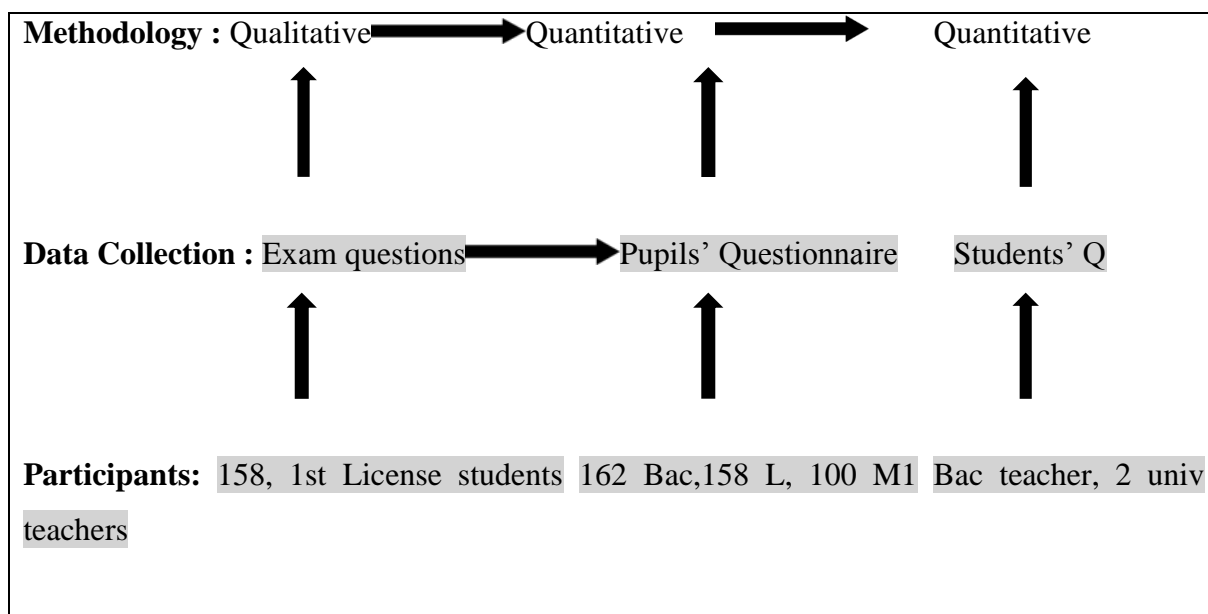 Methodology : Qualitative Quantitative Quantitative
Data Collection : Exam questions Pupils’ Questionnaire Students’ Q
Participants: 158, 1st License students 162 Bac,158 L, 100 M1 Bac teacher, 2 univ
teachers